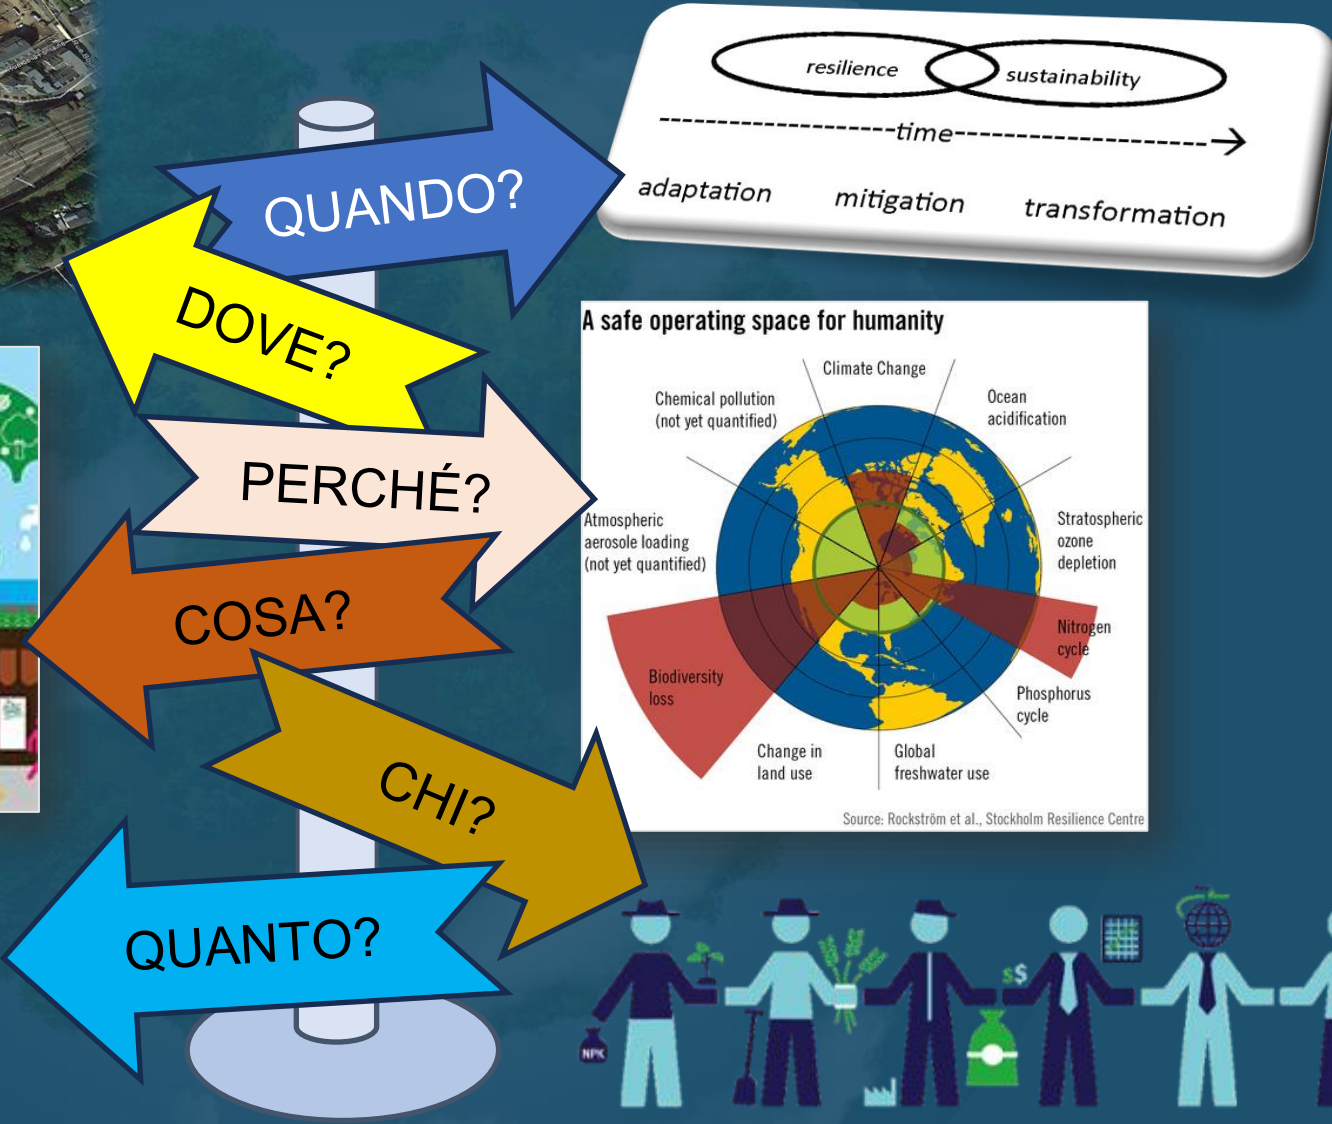 QUANDO?
DOVE?
PERCHÉ?
COSA?
CHI?
QUANTO?
resilience
sustainability
time
adaptation
mitigation
transformation
A safe operating space for humanity
Climate Change
Chemical pollution
(not yet quantified)
Ocean
acidification
Atmospheric
aerosole loading
(not yet quantified)
Stratospheric
ozone
depletion
Nitrogen
cycle
Biodiversity
loss
Phosphorus
cycle
Change in
land use
Global
freshwater use
Source: Rockström et al., Stockholm Resilience Centre
$$
NPK